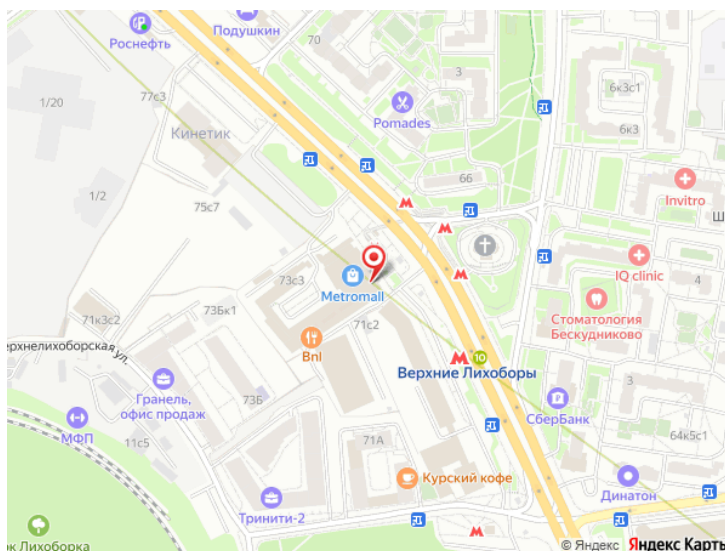 Роснефть
Подушкин
70
3
6к3с1
1/20
77с3
Pomades
6к3
Кинетик
66
Invitro
1/2
75с7
Ш
IQ clinic
4
73с3
Metromall
Стоматология
Бескудниково
73Бк1
71к3с2
71с2
ерхнелихоборская ул.
Bnl
10
Верхние Лихоборы
Гранель,
офис продаж
3
73Б
СберБанк
МФП
11с5
64к5с1
71А
Курский кофе
Динатон
Тринити-2
ок Лихоборка
© Яндекс Яндекс Карты